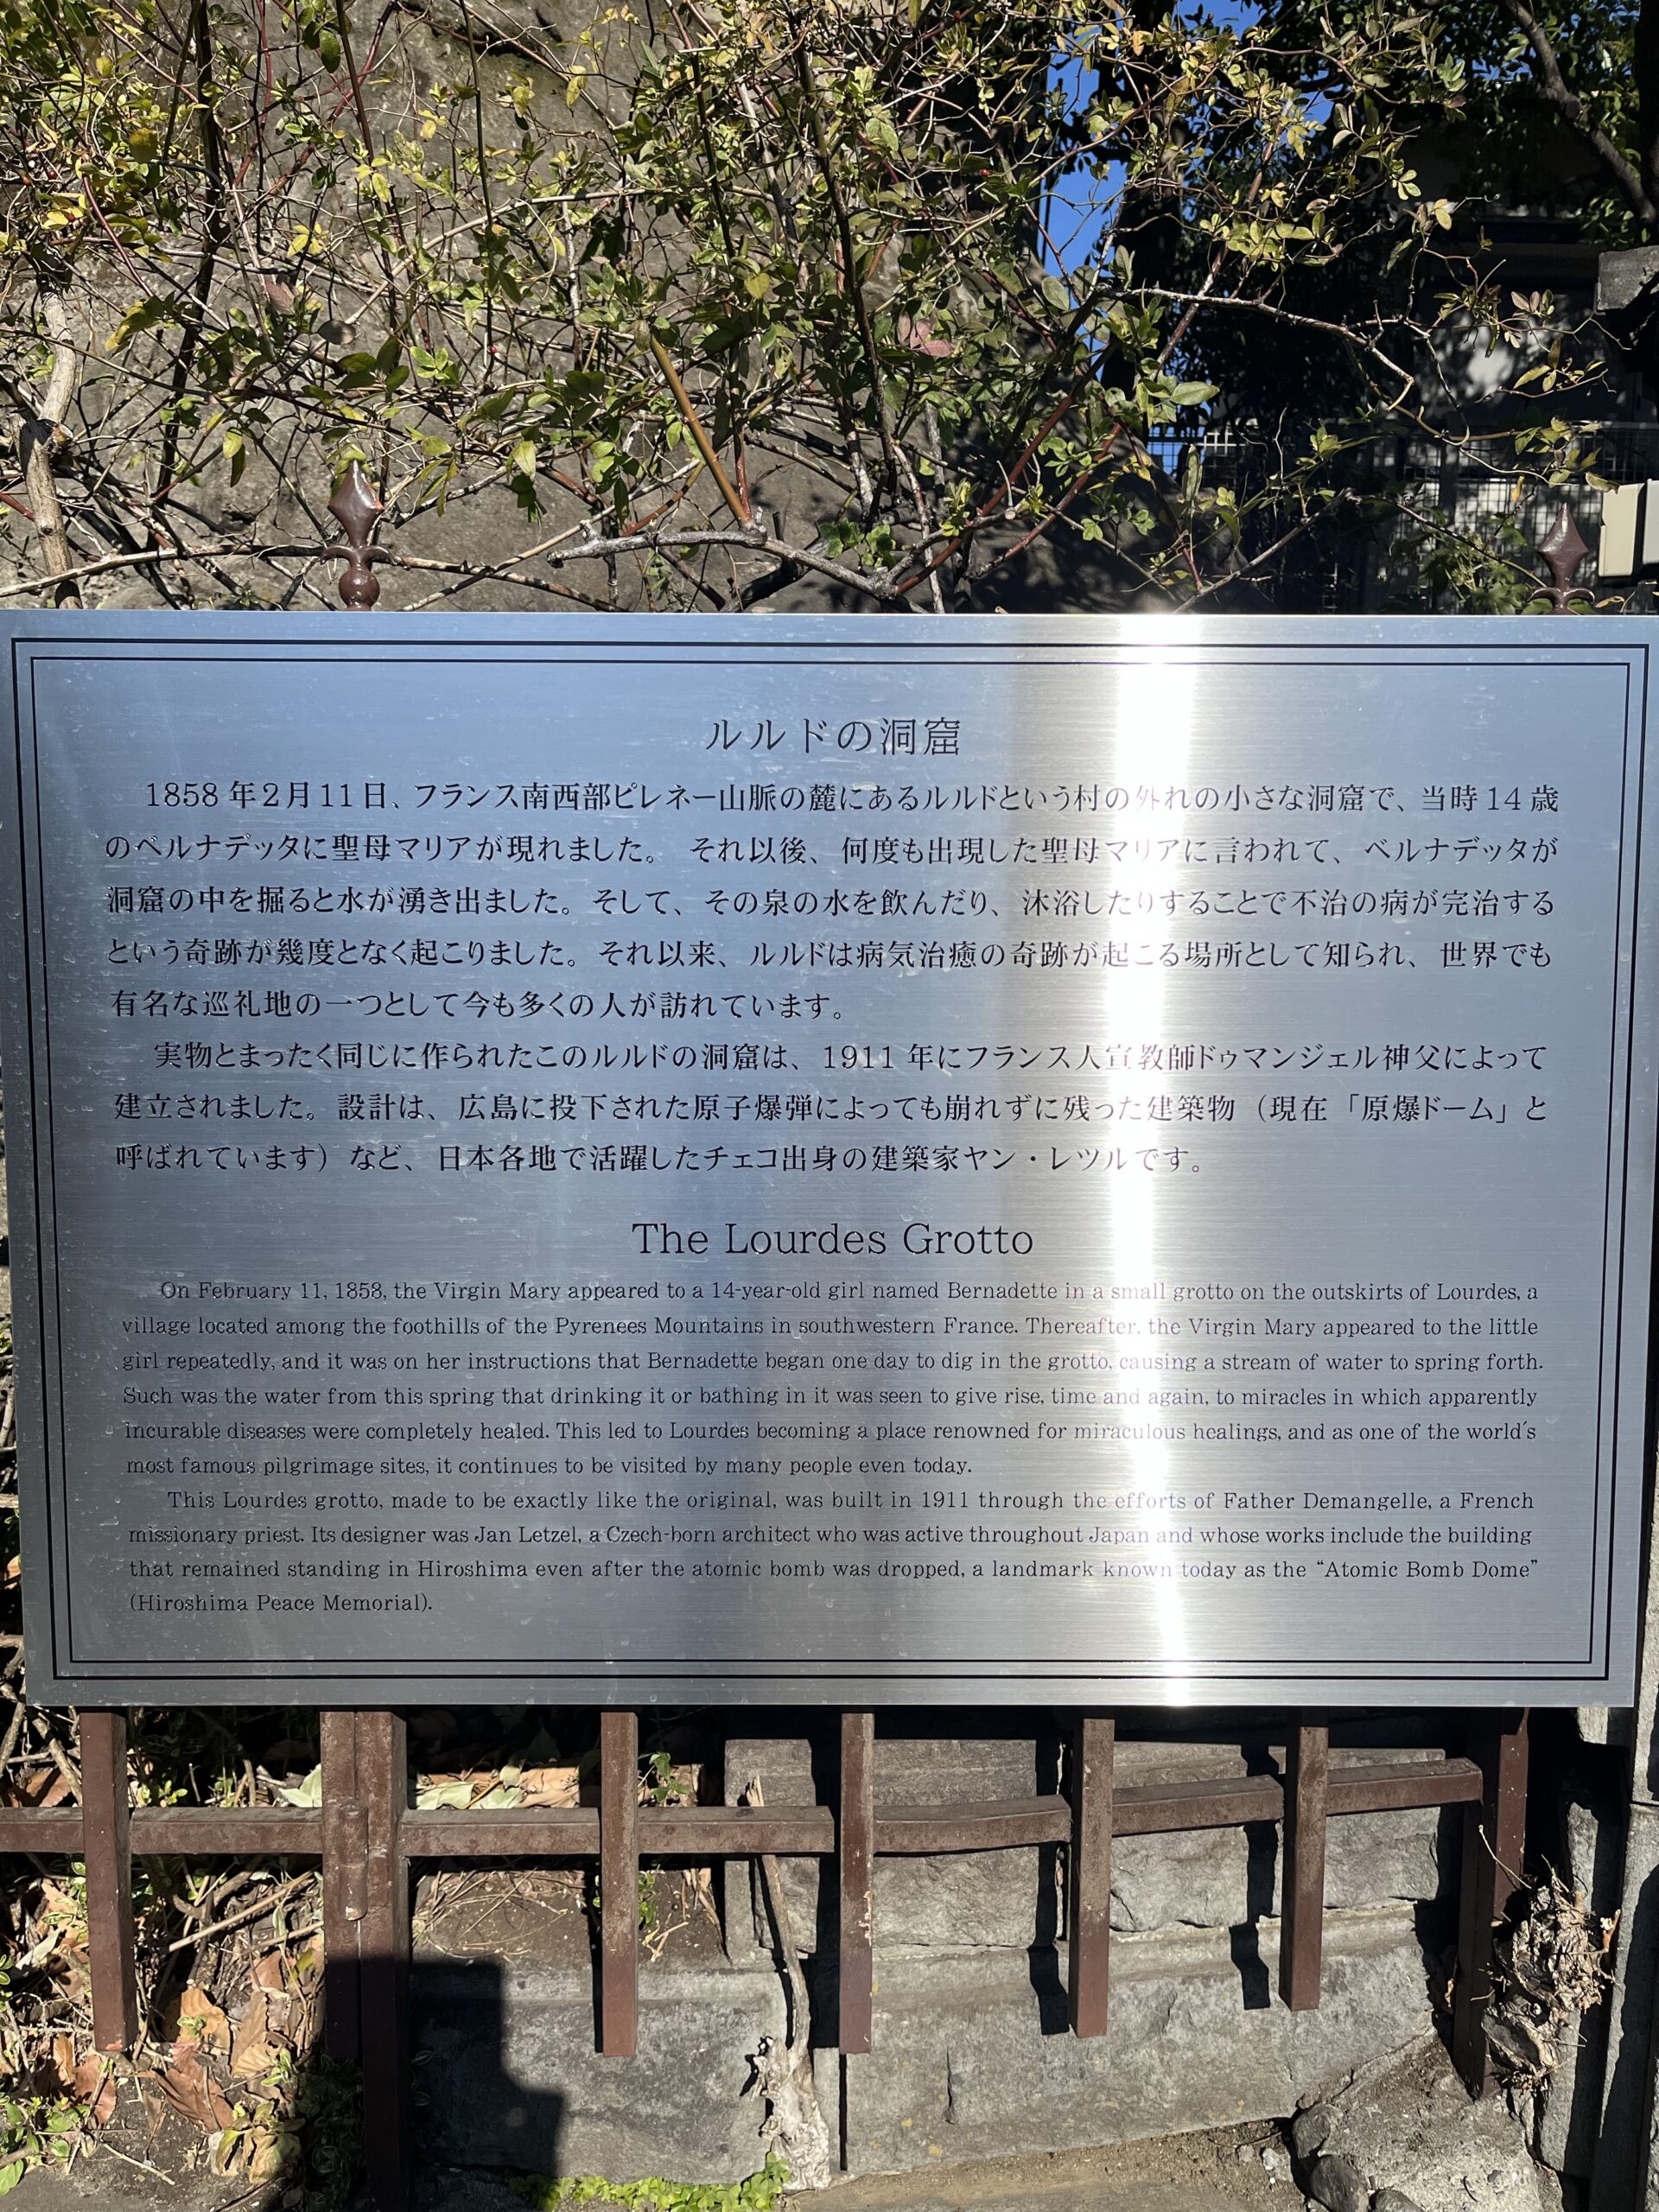 ルルドの洞窟
1858年2月11日、フランス南西部ピレネー山脈の麓にあるルルドという村の外れの小さな洞窟で、当時14歳
のベルナデッタに聖母マリアが現れました。 それ以後、何度も出現した聖母マリアに言われて、ベルナデッタが
洞窟の中を掘ると水が湧き出ました。そして、その泉の水を飲んだり、沐浴したりすることで不治の病が完治する
という奇跡が幾度となく起こりました。それ以来、ルルドは病気治癒の奇跡が起こる場所として知られ、世界でも
有名な巡礼地の一つとして今も多くの人が訪れています。
実物とまったく同じに作られたこのルルドの洞窟は、1911年にフランス人宣教師ドゥマンジェル神父によって
建立されました。設計は、広島に投下された原子爆弾によっても崩れずに残った建築物（現在「原爆ドーム」と
呼ばれています）など、日本各地で活躍したチェコ出身の建築家ヤン・レツルです。
The Lourdes Grotto
On February 11, 1858, the Virgin Mary appeared to a 14-year-old girl named Bernadette in a small grotto on the outskirts of Lourdes, a
village located among the foothills of the Pyrenees Mountains in southwestern France. Thereafter, the Virgin Mary appeared to the little
girl repeatedly, and it was on her instructions that Bernadette began one day to dig in the grotto, causing a stream of water to spring forth.
Such was the water from this spring that drinking it or bathing in it was seen to give rise, time and again, to miracles in which apparently
incurable diseases were completely healed. This led to Lourdes becoming a place renowned for miraculous healings, and as one of the world's
most famous pilgrimage sites, it continues to be visited by many people even today.
This Lourdes grotto, made to be exactly like the original, was built in 1911 through the efforts of Father Demangelle, a French
missionary priest. Its designer was Jan Letzel, a Czech-born architect who was active throughout Japan and whose works include the building
that remained standing in Hiroshima even after the atomic bomb was dropped, a landmark known today as the “Atomic Bomb Dome”
(Hiroshima Peace Memorial).